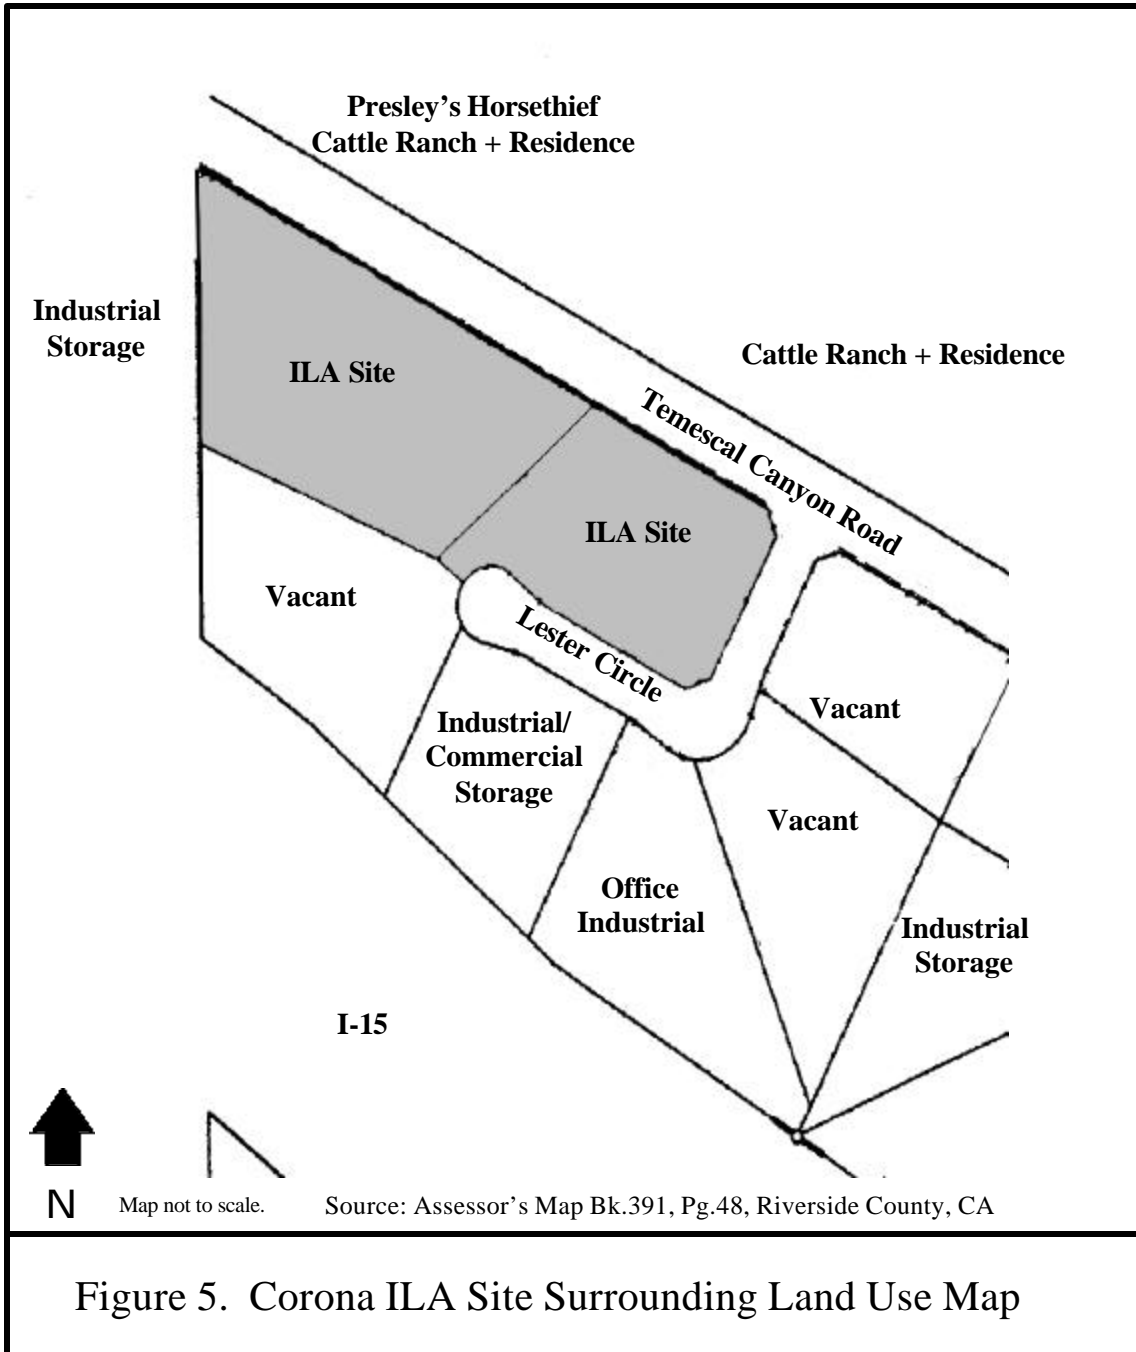 Presley’s Horsethief
Cattle Ranch + Residence
Industrial
Storage
Cattle Ranch + Residence
ILA Site
Temescal Canyon Road
ILA Site
Vacant
Lester Circle
Vacant
Industrial/
Commercial
Storage
Vacant
Office
Industrial
Industrial
Storage
I-15
N
Map not to scale.
Source: Assessor’s Map Bk.391, Pg.48, Riverside County, CA
Figure 5.  Corona ILA Site Surrounding Land Use Map